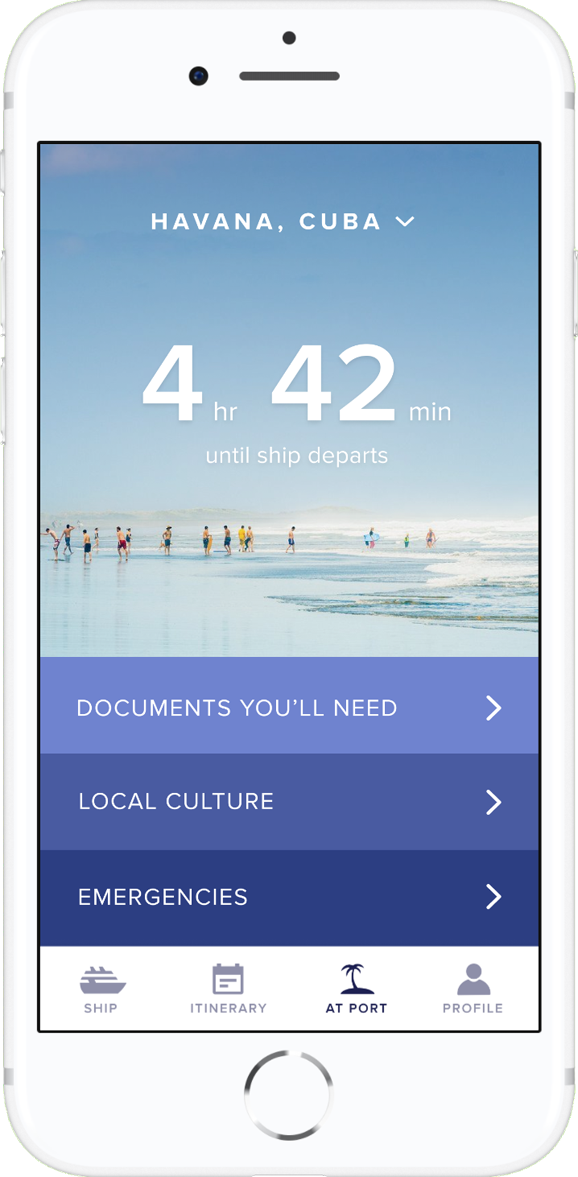 HAVANA, CUBA
4 hr 42 min
until ship departs
DOCUMENTS YOU’LL NEED
LOCAL CULTURE
EMERGENCIES
SHIP ITINERARY AT PORT PROFILE